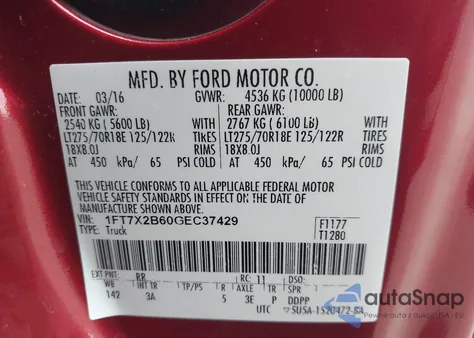 MFD. BY FORD MOTOR CO.
DATE: 03/16 GVWR: 4536 KG (10000 LB)
FRONT GAWR: REAR GAWR:
2540 KG ( 5600 LB) 2767 KG ( 6100 LB)
LT275/70R18E 125/122R TIRES LT275/70R18E 125/122R TIRES
18X8.0J RIMS 18X8.0J RIMS
AT 450 kPa/ 65 PSI COLD AT 450 kPa/ 65 PSI COLD
THIS VEHICLE CONFORMS TO ALL APPLICABLE FEDERAL MOTOR
VEHICLE SAFETY STANDARDS IN EFFECT ON THE DATE OF
MANUFACTURE SHOWN ABOVE.
VIN: 1FT7X2B60GEC37429 F1177
TYPE: Truck T1280
EXT PNT: RR RC: 11 DSO:
WB INT TR TP/PS R AXLE TR SPR
142 3A 5 3E P DDPP
UTC
autoSnap